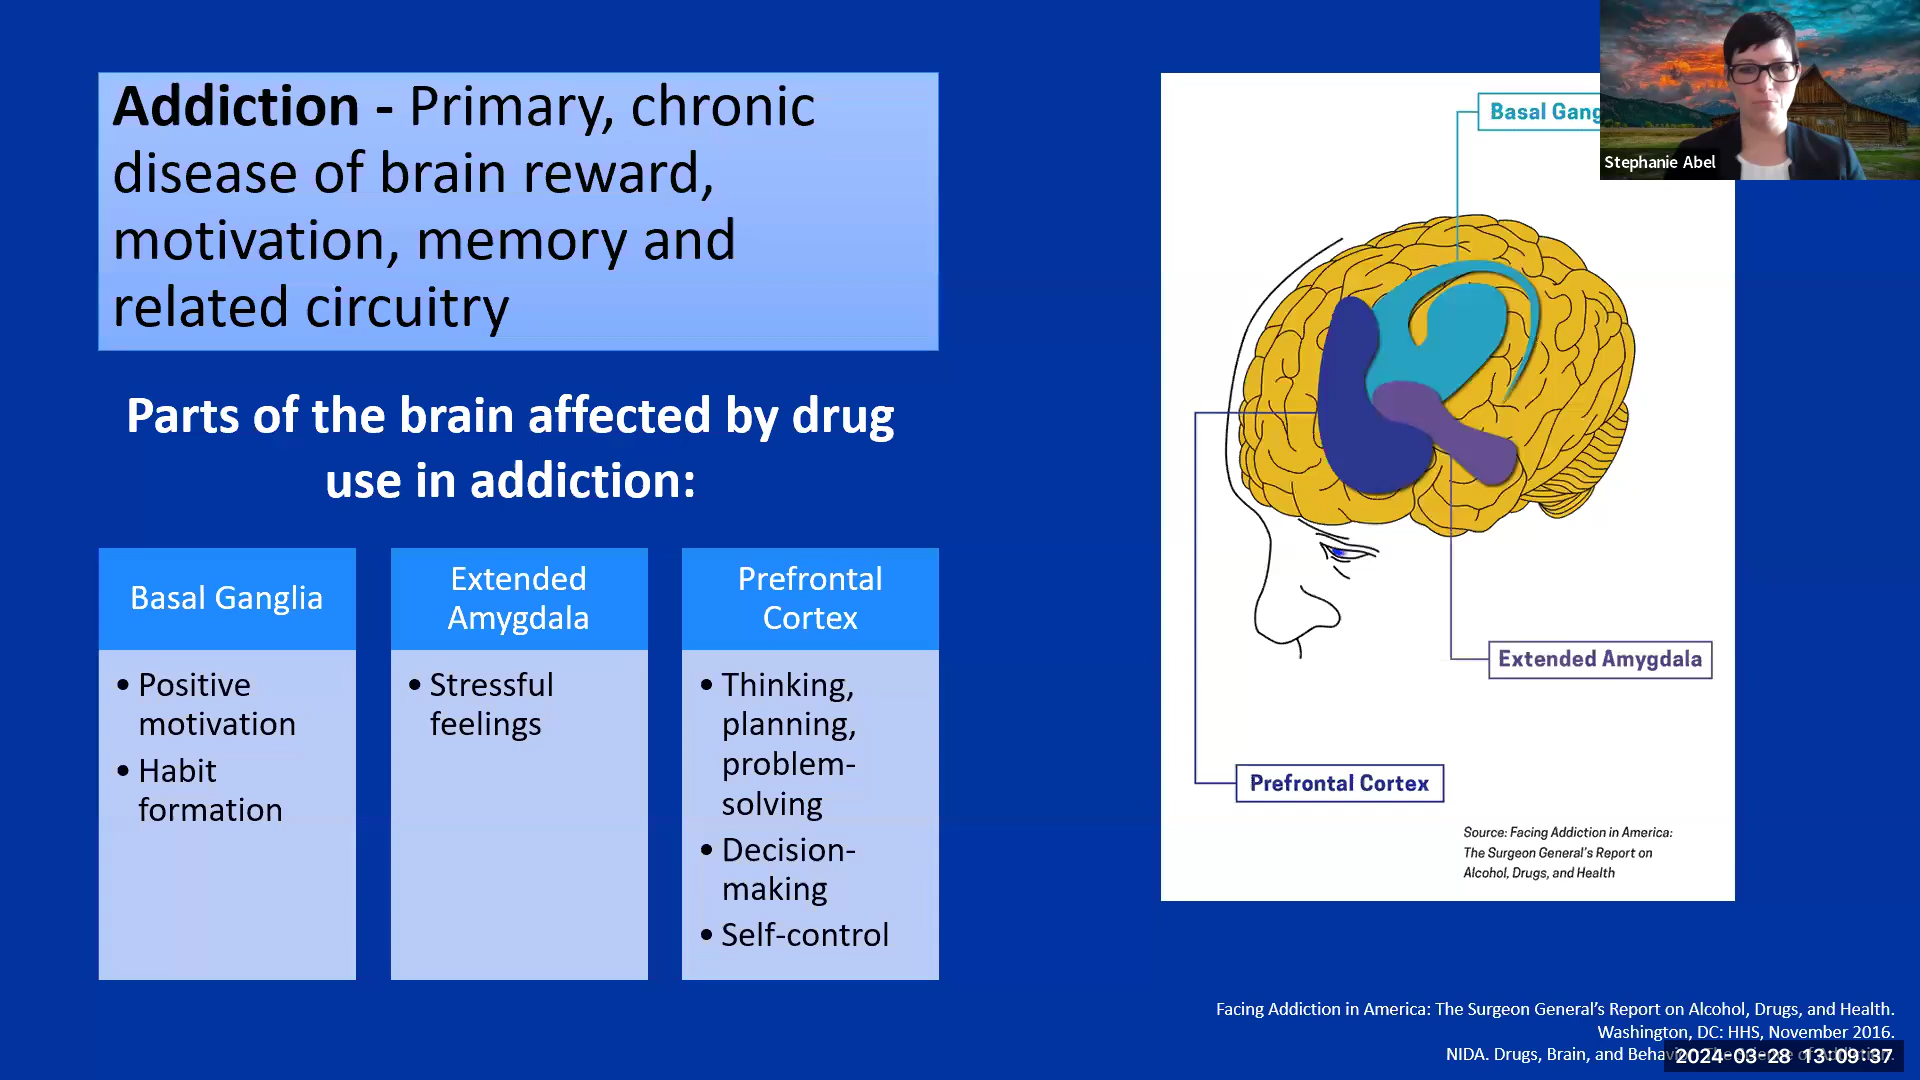 Addiction - Primary, chronic
disease of brain reward,
motivation, memory and
related circuitry
Parts of the brain affected by drug
use in addiction:
Basal Ganglia
• Positive
motivation
• Habit
formation
Extended
Amygdala
• Stressful
feelings
Prefrontal
Cortex
• Thinking,
planning,
problem-
solving
• Decision-
making
• Self-control
Basal
Stephanie Abel
Extended Amygdala
Prefrontal Cortex
Source: Facing Addiction in America:
The Surgeon General's Report on
Alcohol, Drugs, and Health
Facing Addiction in America: The Surgeon General's Report on Alcohol, Drugs, and Health.
Washington, DC: HHS, November 2016.
NIDA. Drugs, Brain, and
2024-03-28 13:09:37